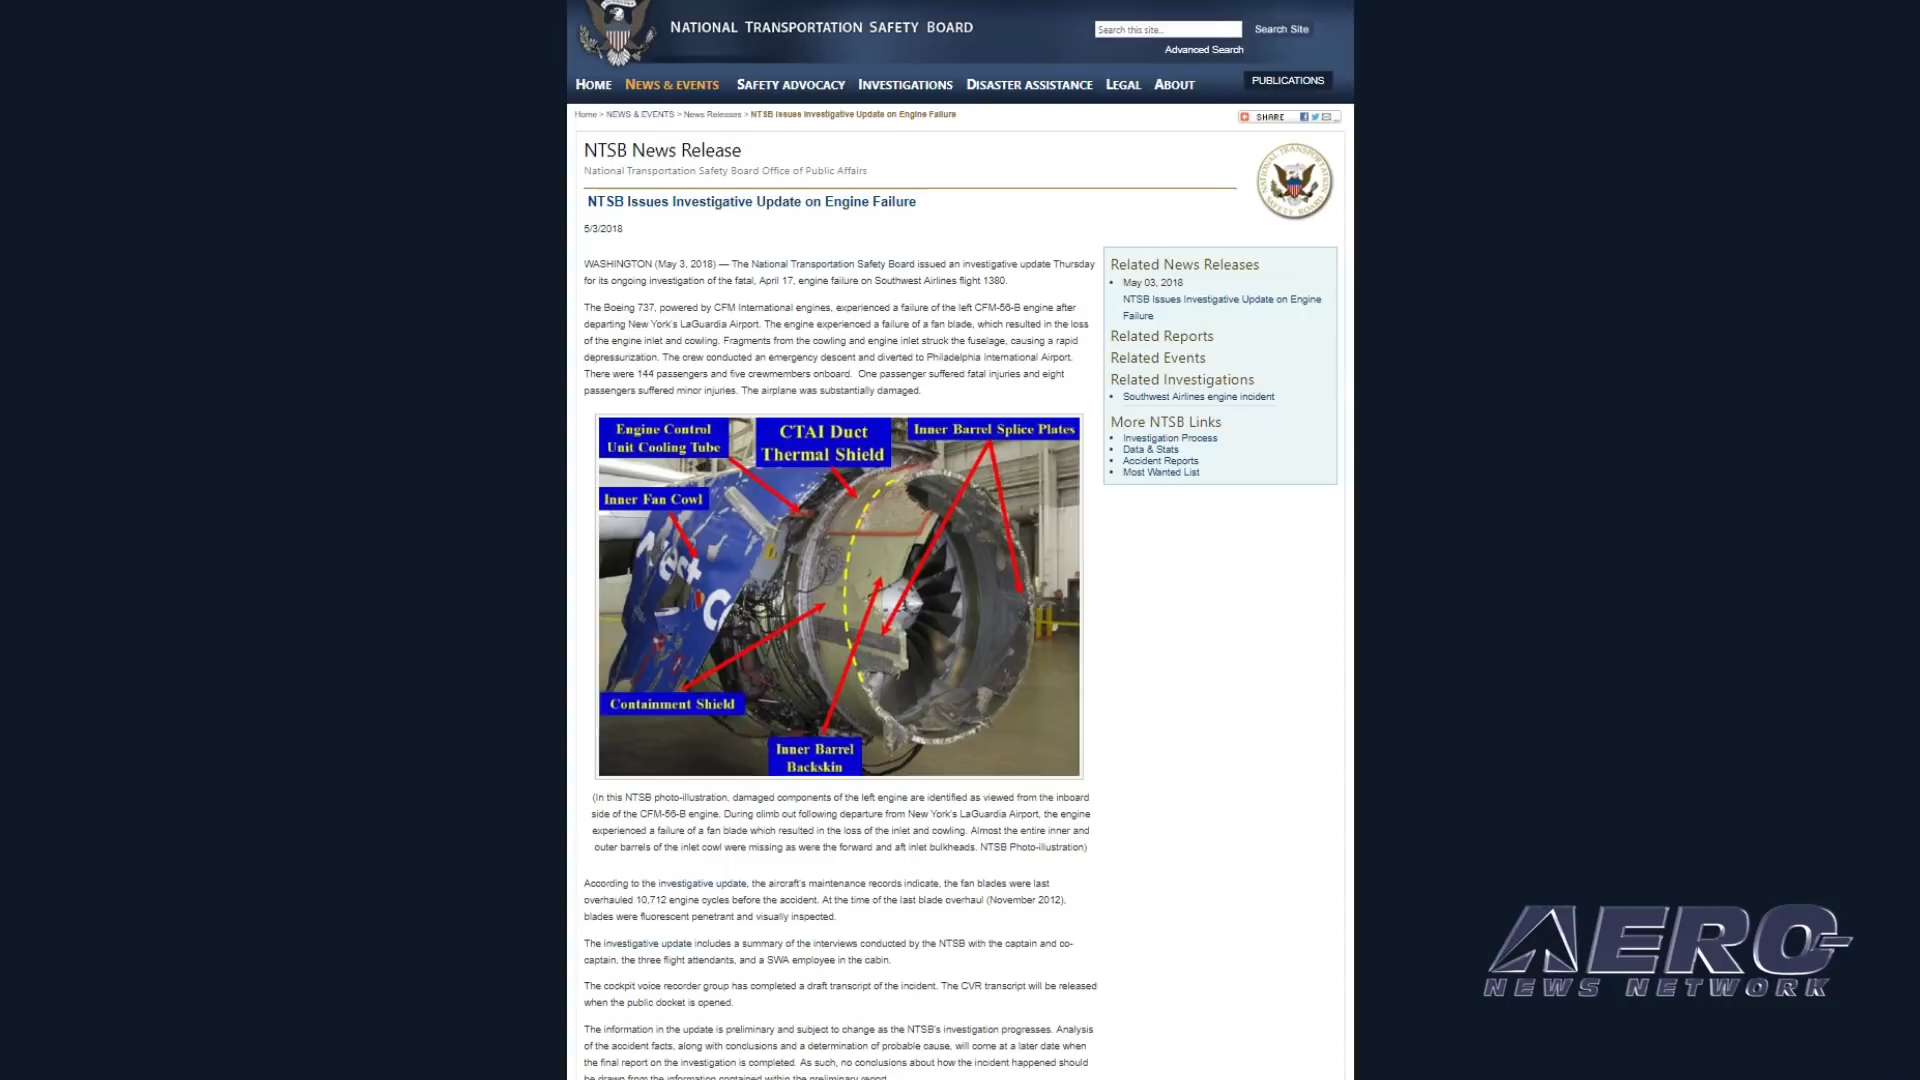 NATIONAL TRANSPORTATION SAFETY BOARD
Search this site...
Search Site
Advanced Search
HOME NEWS & EVENTS SAFETY ADVOCACY INVESTIGATIONS DISASTER ASSISTANCE LEGAL ABOUT
PUBLICATIONS
Home > NEWS & EVENTS > News Releases > NTSB Issues Investigative Update on Engine Failure
SHARE
NTSB News Release
National Transportation Safety Board Office of Public Affairs
NATIONAL TRANSPORTATION SAFETY BOARD
NTSB Issues Investigative Update on Engine Failure
5/3/2018
WASHINGTON (May 3, 2018) — The National Transportation Safety Board issued an investigative update Thursday
for its ongoing investigation of the fatal, April 17, engine failure on Southwest Airlines flight 1380.
The Boeing 737, powered by CFM International engines, experienced a failure of the left CFM-56-B engine after
departing New York's LaGuardia Airport. The engine experienced a failure of a fan blade, which resulted in the loss
of the engine inlet and cowling. Fragments from the cowling and engine inlet struck the fuselage, causing a rapid
depressurization. The crew conducted an emergency descent and diverted to Philadelphia International Airport.
There were 144 passengers and five crewmembers onboard. One passenger suffered fatal injuries and eight
passengers suffered minor injuries. The airplane was substantially damaged.
Related News Releases
May 03, 2018
NTSB Issues Investigative Update on Engine
Failure
Related Reports
Related Events
Related Investigations
Southwest Airlines engine incident
More NTSB Links
Investigation Process
Data & Stats
Accident Reports
Most Wanted List
Engine Control
Unit Cooling Tube
CTAI Duct
Thermal Shield
Inner Barrel Splice Plates
Inner Fan Cowl
Containment Shield
Inner Barrel
Backskin
(In this NTSB photo-illustration, damaged components of the left engine are identified as viewed from the inboard
side of the CFM-56-B engine. During climb out following departure from New York's LaGuardia Airport, the engine
experienced a failure of a fan blade which resulted in the loss of the inlet and cowling. Almost the entire inner and
outer barrels of the inlet cowl were missing as were the forward and aft inlet bulkheads. NTSB Photo-illustration)
According to the investigative update, the aircraft's maintenance records indicate, the fan blades were last
overhauled 10,712 engine cycles before the accident. At the time of the last blade overhaul (November 2012),
blades were fluorescent penetrant and visually inspected.
The investigative update includes a summary of the interviews conducted by the NTSB with the captain and co-
captain, the three flight attendants, and a SWA employee in the cabin.
The cockpit voice recorder group has completed a draft transcript of the incident. The CVR transcript will be released
when the public docket is opened.
The information in the update is preliminary and subject to change as the NTSB's investigation progresses. Analysis
of the accident facts, along with conclusions and a determination of probable cause, will come at a later date when
the final report on the investigation is completed. As such, no conclusions about how the incident happened should
be drawn from the information contained within the preliminary report.
AERO-
NEWS NETWORK